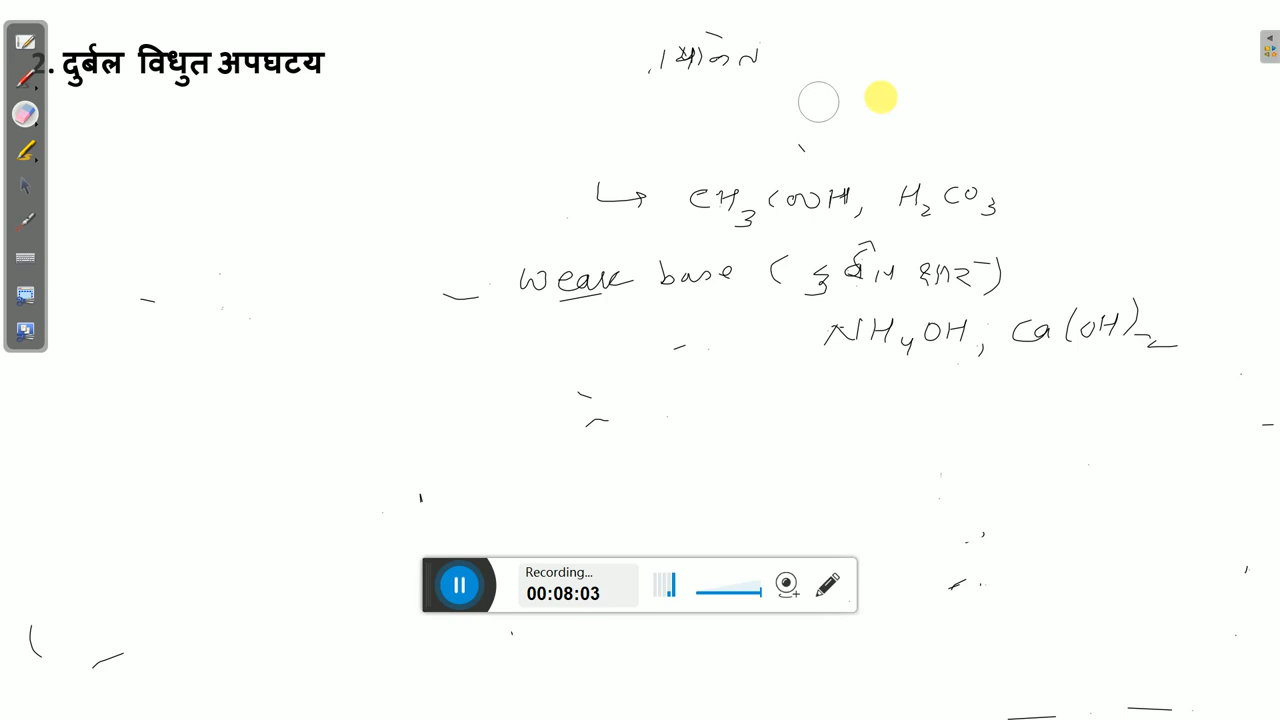 2. दुर्बल विधुत अपघटय
CH3COOH, H2CO3
weak base ( दुर्बल क्षार )
NH4OH, Ca(OH)2
Recording...
00:08:03